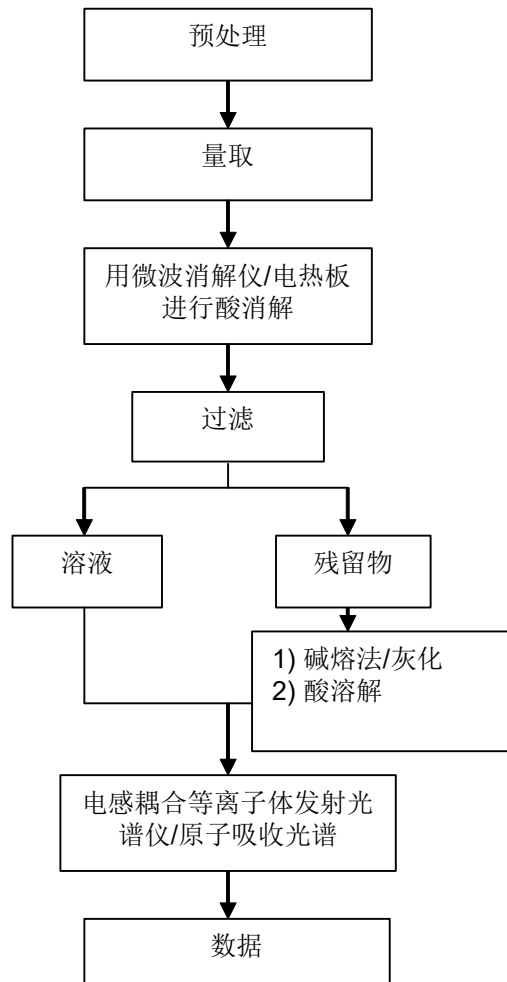 预处理
量取
用微波消解仪/电热板
进行酸消解
过滤
溶液
残留物
1) 碱熔法/灰化
2) 酸溶解
电感耦合等离子体发射光
谱仪/原子吸收光谱
数据